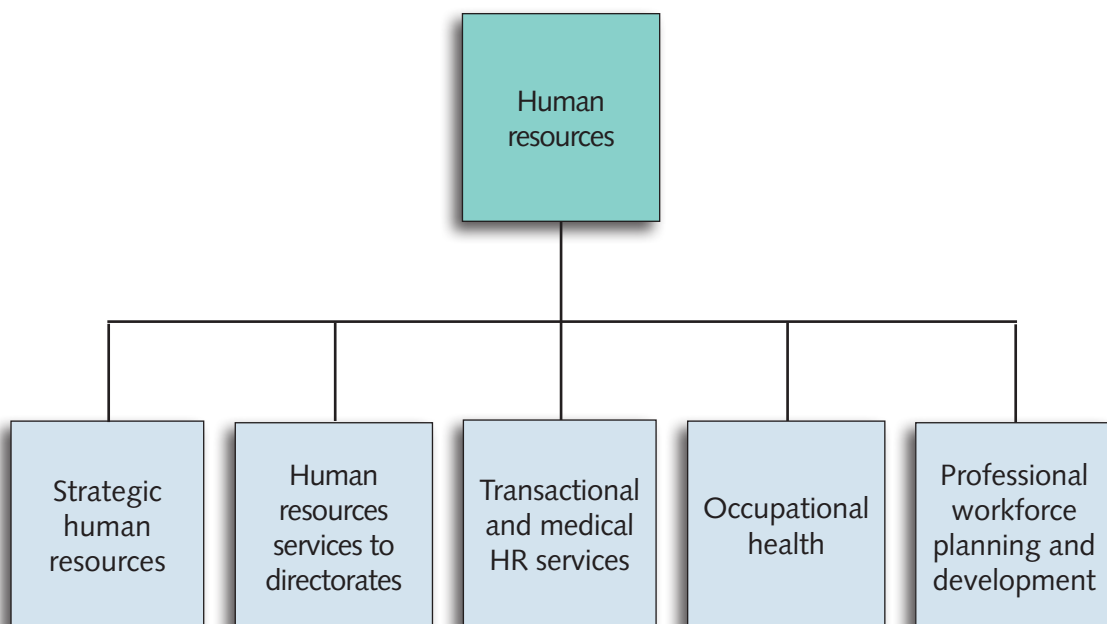 Human
resources
Strategic
human
resources
Human
resources
services to
directorates
Transactional
and medical
HR services
Occupational
health
Professional
workforce
planning and
development